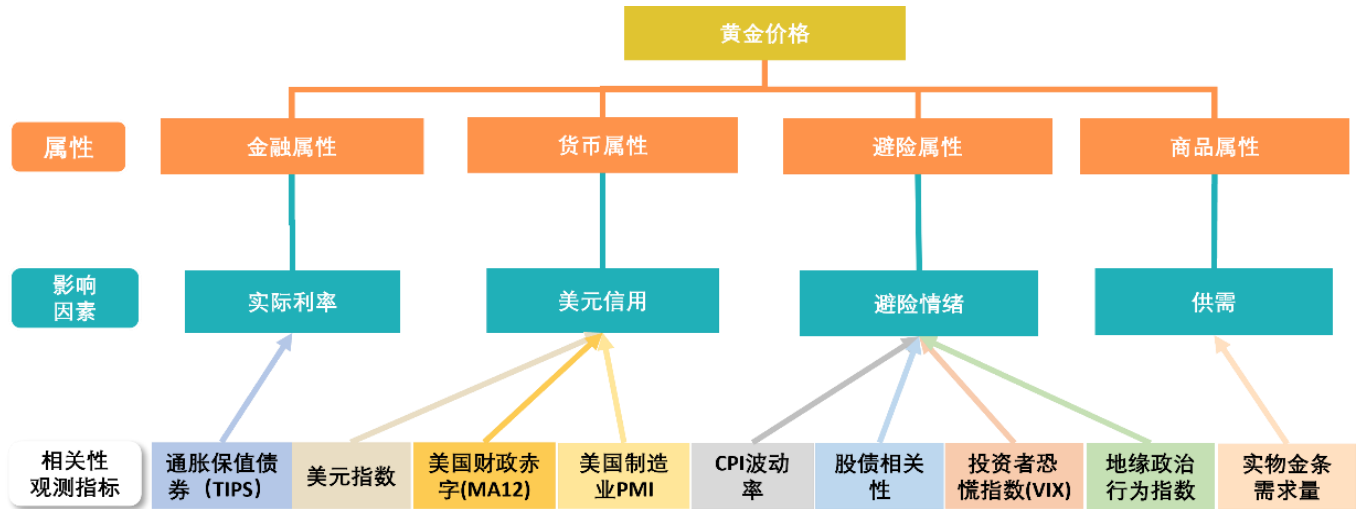 黄金价格
属性
金融属性
货币属性
避险属性
商品属性
影响
因素
实际利率
美元信用
避险情绪
供需
相关性
观测指标
通胀保值债
券（TIPS)
美元指数
美国财政赤
字(MA12)
美国制造
业PMI
CPI波动
率
股债相关
性
投资者恐
慌指数(VIX)
地缘政治
行为指数
实物金条
需求量